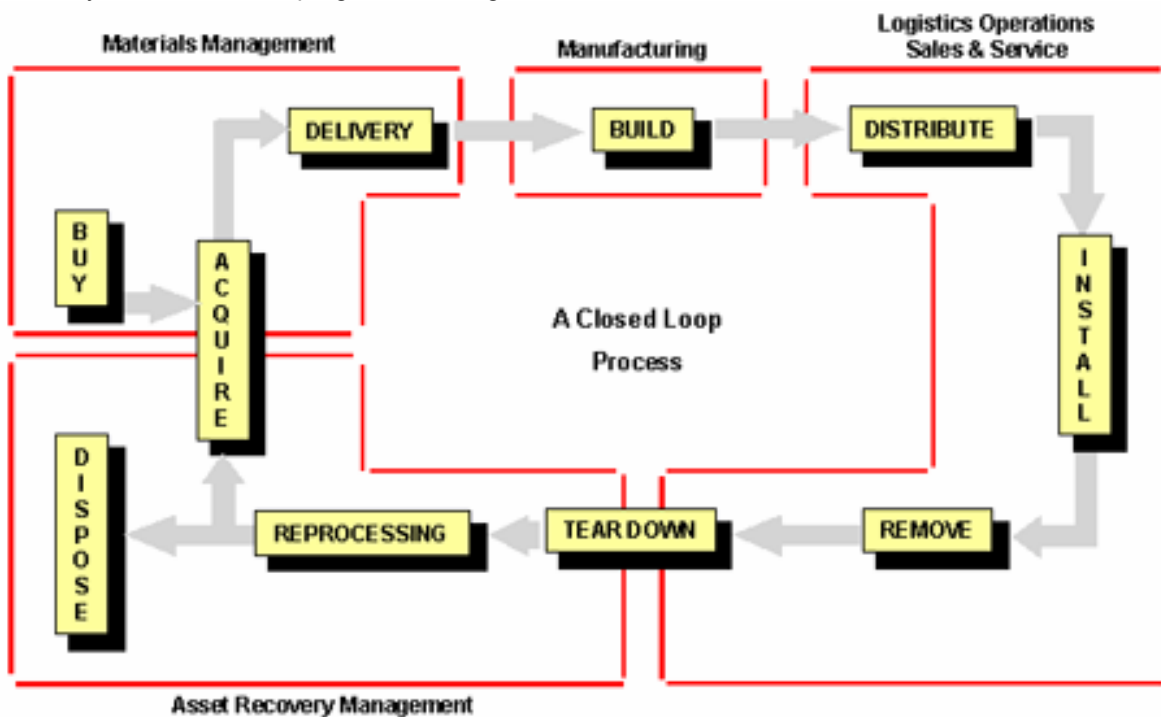 Materials Management
Manufacturing
Logistics Operations
Sales & Service
DELIVERY
BUILD
DISTRIBUTE
BUY
ACQUIRE
INSTALL
A Closed Loop
Process
DISPOSE
REPROCESSING
TEAR DOWN
REMOVE
Asset Recovery Management